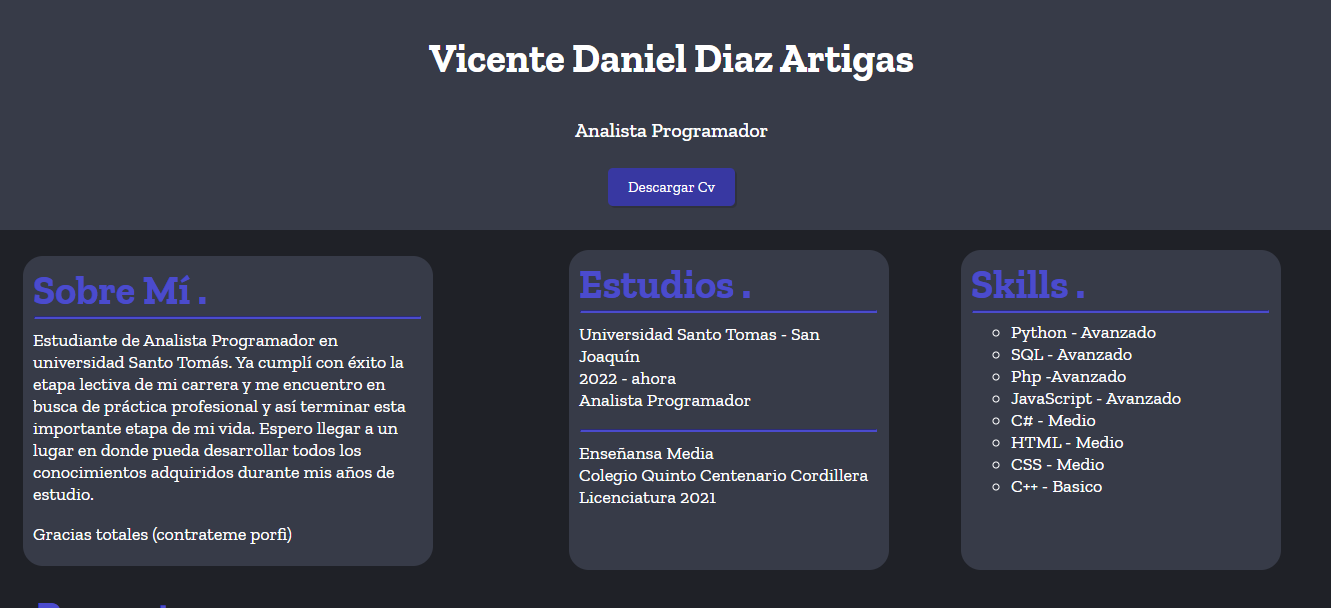 Vicente Daniel Diaz Artigas
Analista Programador
Descargar Cv
Sobre Mí .
Estudiante de Analista Programador en
universidad Santo Tomás. Ya cumplí con éxito la
etapa lectiva de mi carrera y me encuentro en
busca de práctica profesional y así terminar esta
importante etapa de mi vida. Espero llegar a un
lugar en donde pueda desarrollar todos los
conocimientos adquiridos durante mis años de
estudio.
Gracias totales (contrateme porfi)
Estudios .
Universidad Santo Tomas - San
Joaquín
2022 - ahora
Analista Programador
Enseñansa Media
Colegio Quinto Centenario Cordillera
Licenciatura 2021
Skills .
Python - Avanzado
SQL - Avanzado
Php -Avanzado
JavaScript - Avanzado
C# - Medio
HTML - Medio
CSS - Medio
C++ - Basico